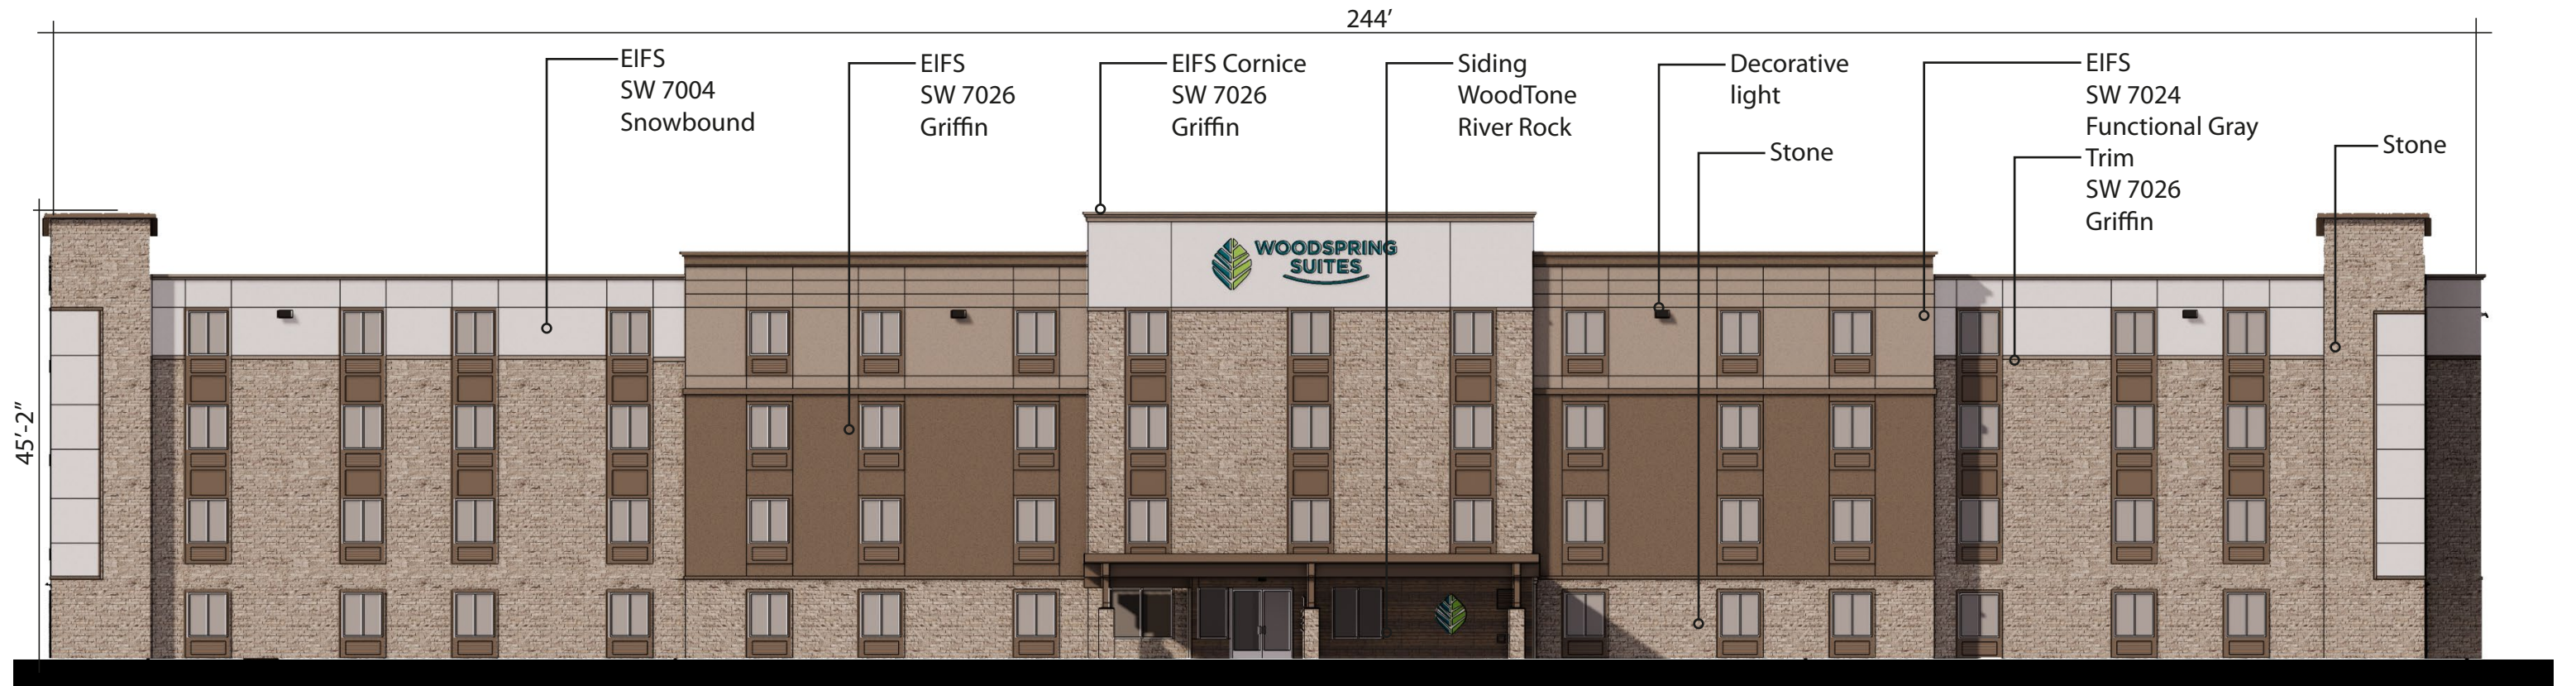 244’
EIFS
SW 7004
Snowbound
EIFS
SW 7026
Griffin
EIFS Cornice
SW 7026
Griffin
Siding
WoodTone
River Rock
Decorative
light
Stone
EIFS
SW 7024
Functional Gray
Trim
SW 7026
Griffin
Stone
WOODSPRING
SUITES
45’-2”